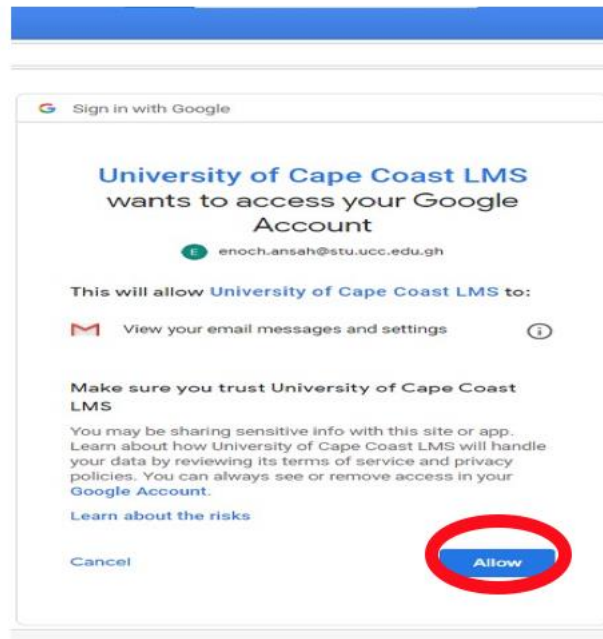 Sign in with Google
University of Cape Coast LMS
wants to access your Google
Account
E enoch.ansah@stu.ucc.edu.gh
This will allow University of Cape Coast LMS to:
View your email messages and settings
Make sure you trust University of Cape Coast
LMS
You may be sharing sensitive info with this site or app.
Learn about how University of Cape Coast LMS will handle
your data by reviewing its terms of service and privacy
policies. You can always see or remove access in your
Google Account.
Learn about the risks
Cancel Allow